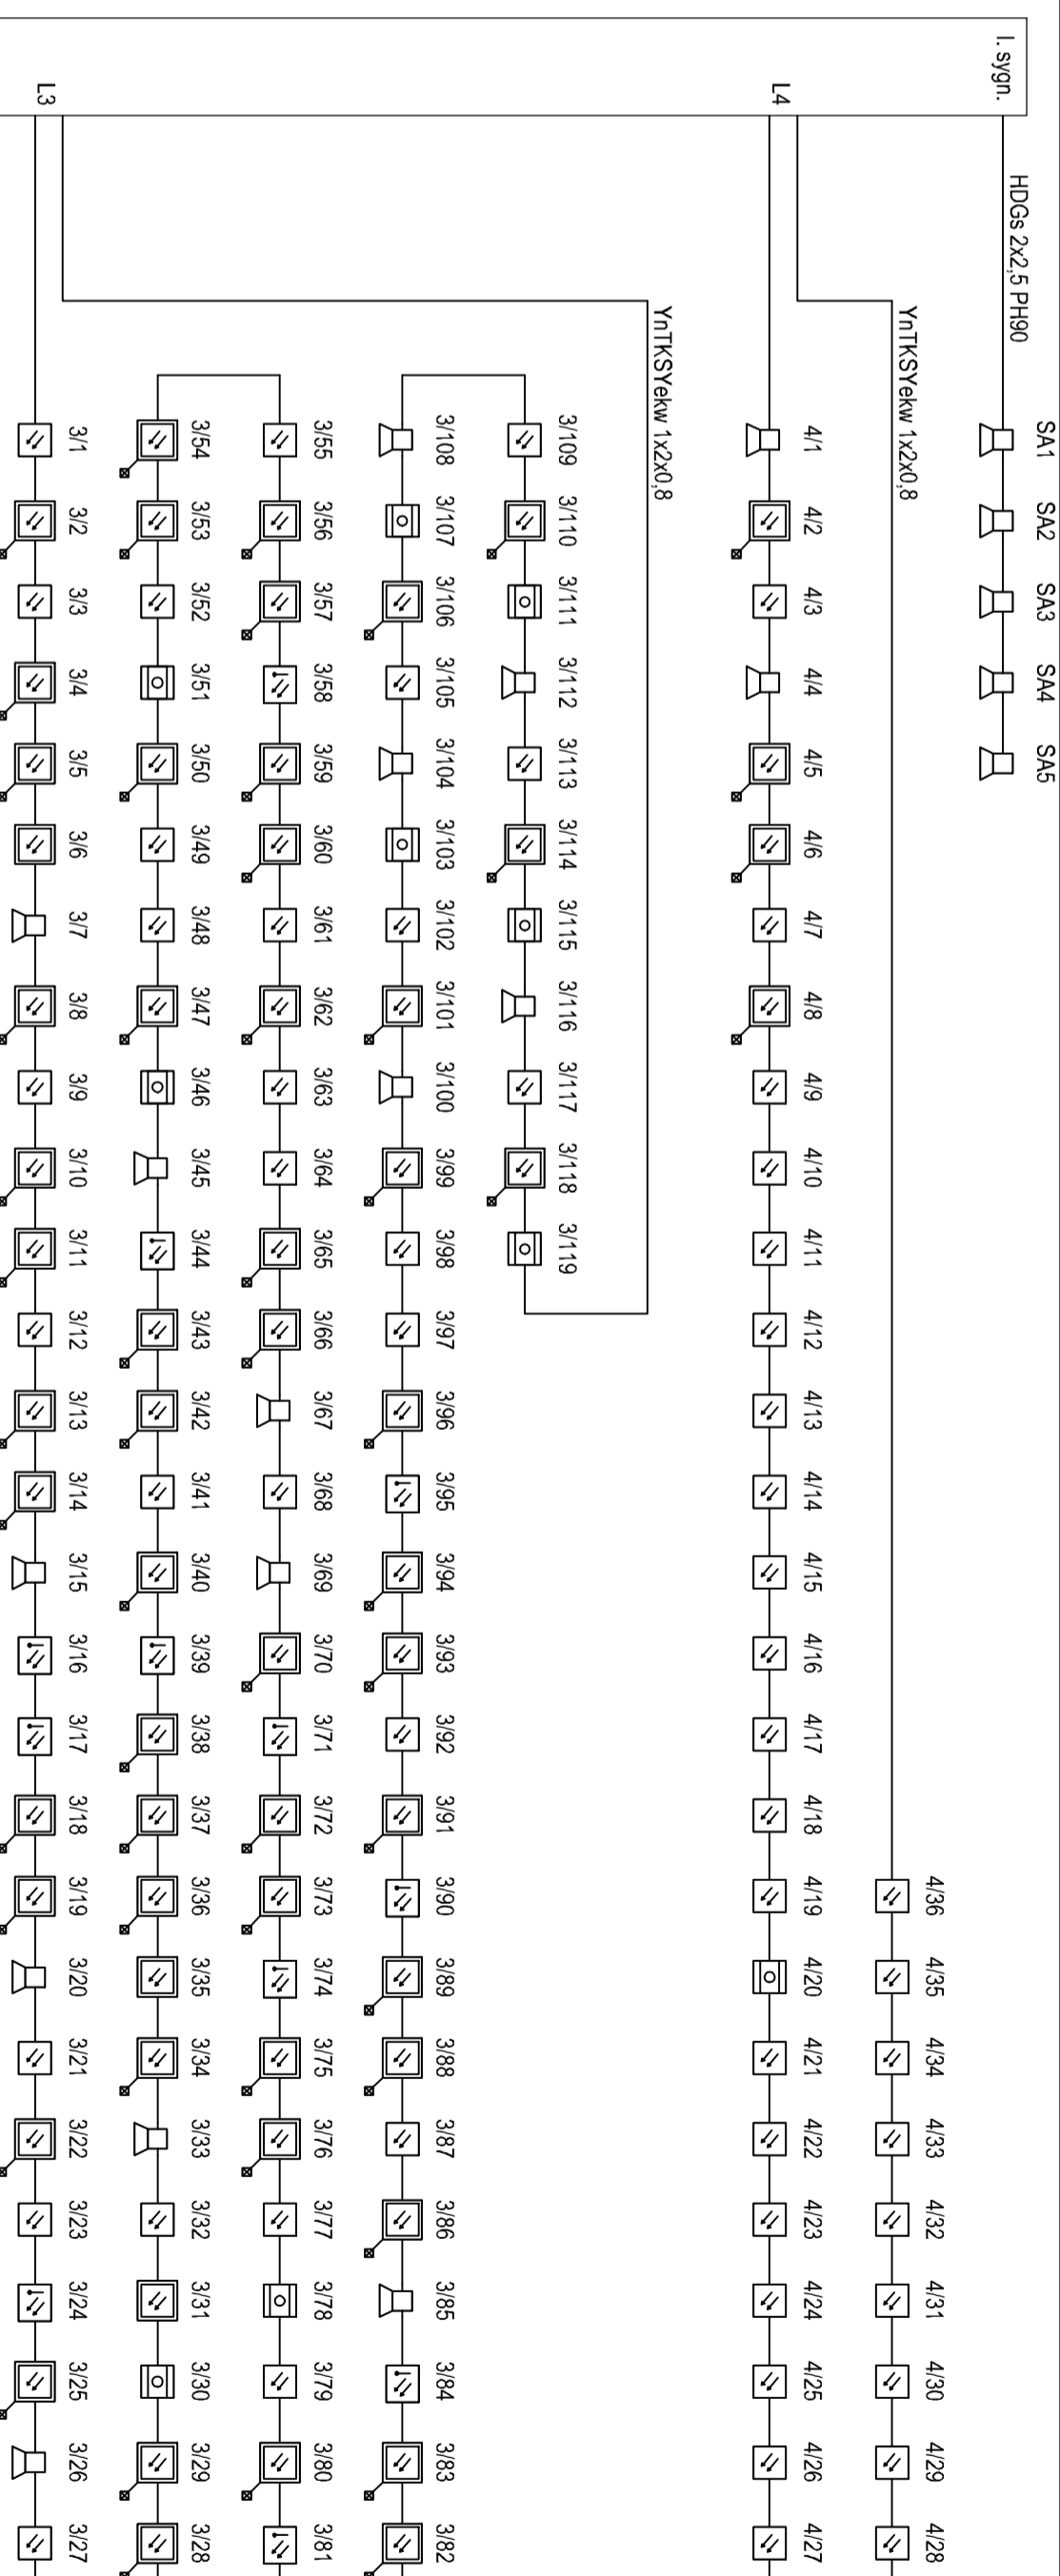 I. sygn.
HDGs 2x2,5 PH90
SA1 SA2 SA3 SA4 SA5
YnTKSYekw 1x2x0,8
4/36 4/35 4/34 4/33 4/32 4/31 4/30 4/29 4/28
L4
4/1 4/2 4/3 4/4 4/5 4/6 4/7 4/8 4/9 4/10 4/11 4/12 4/13 4/14 4/15 4/16 4/17 4/18 4/19 4/20 4/21 4/22 4/23 4/24 4/25 4/26 4/27
YnTKSYekw 1x2x0,8
3/109 3/110 3/111 3/112 3/113 3/114 3/115 3/116 3/117 3/118 3/119
3/108 3/107 3/106 3/105 3/104 3/103 3/102 3/101 3/100 3/99 3/98 3/97 3/96 3/95 3/94 3/93 3/92 3/91 3/90 3/89 3/88 3/87 3/86 3/85 3/84 3/83 3/82
3/55 3/56 3/57 3/58 3/59 3/60 3/61 3/62 3/63 3/64 3/65 3/66 3/67 3/68 3/69 3/70 3/71 3/72 3/73 3/74 3/75 3/76 3/77 3/78 3/79 3/80 3/81
3/54 3/53 3/52 3/51 3/50 3/49 3/48 3/47 3/46 3/45 3/44 3/43 3/42 3/41 3/40 3/39 3/38 3/37 3/36 3/35 3/34 3/33 3/32 3/31 3/30 3/29 3/28
L3
3/1 3/2 3/3 3/4 3/5 3/6 3/7 3/8 3/9 3/10 3/11 3/12 3/13 3/14 3/15 3/16 3/17 3/18 3/19 3/20 3/21 3/22 3/23 3/24 3/25 3/26 3/27